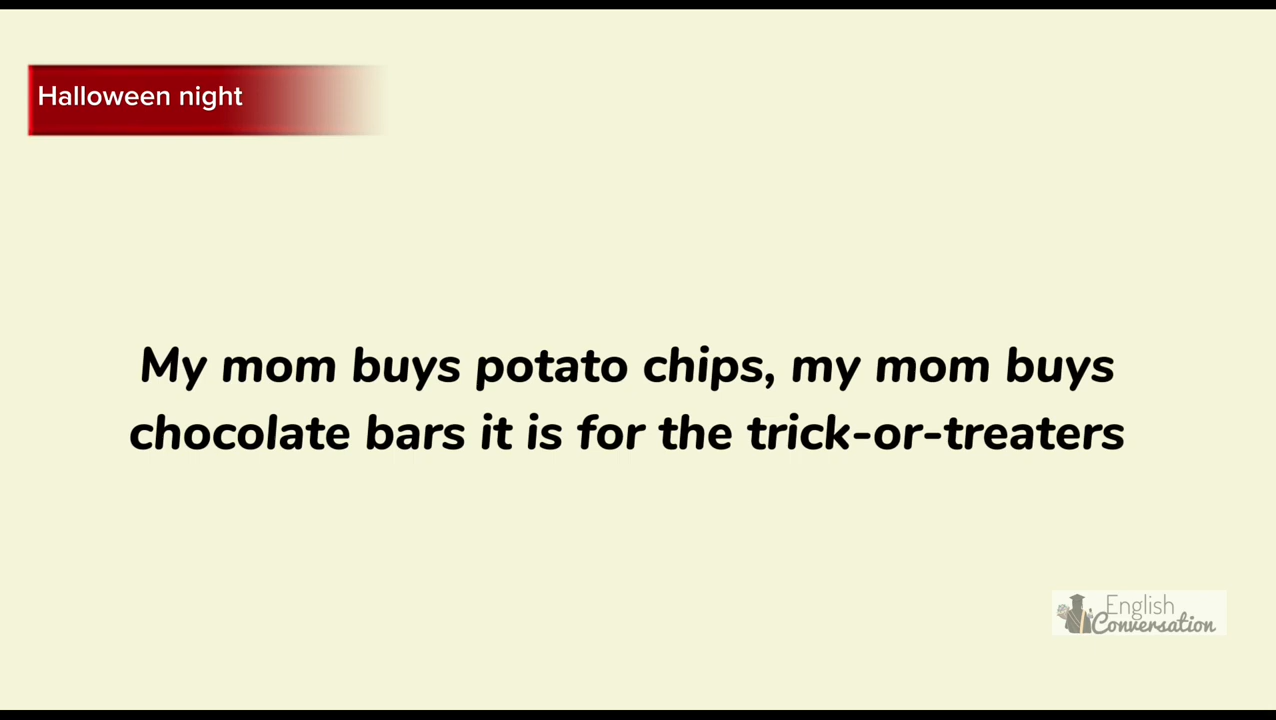 Halloween night
My mom buys potato chips, my mom buys
chocolate bars it is for the trick-or-treaters
English
Conversation